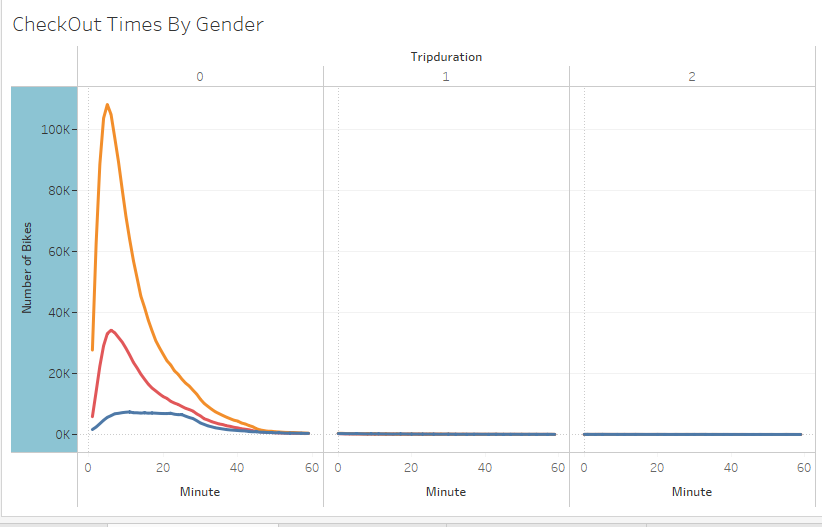 CheckOut Times By Gender
Tripduration
0 1 2
100K
80K
60K
40K
20K
0K
Number of Bikes
0 20 40 60 0 20 40 60 0 20 40 60
Minute Minute Minute